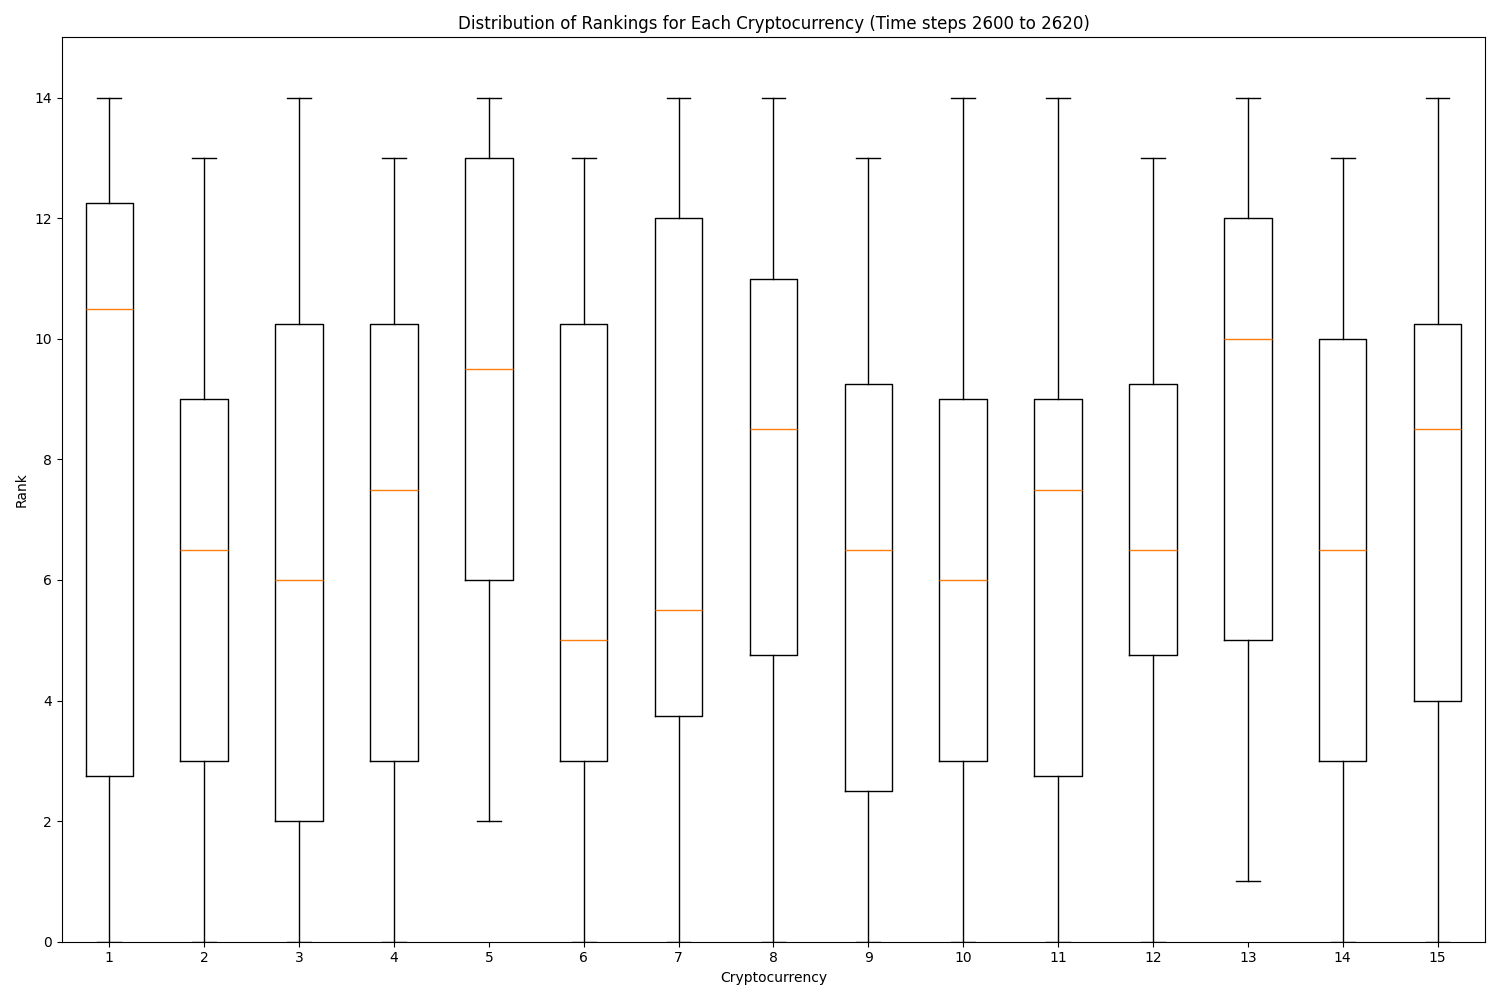 Distribution of Rankings for Each Cryptocurrency (Time steps 2600 to 2620)
14
12
10
8
6
4
2
0
Rank
1 2 3 4 5 6 7 8 9 10 11 12 13 14 15
Cryptocurrency